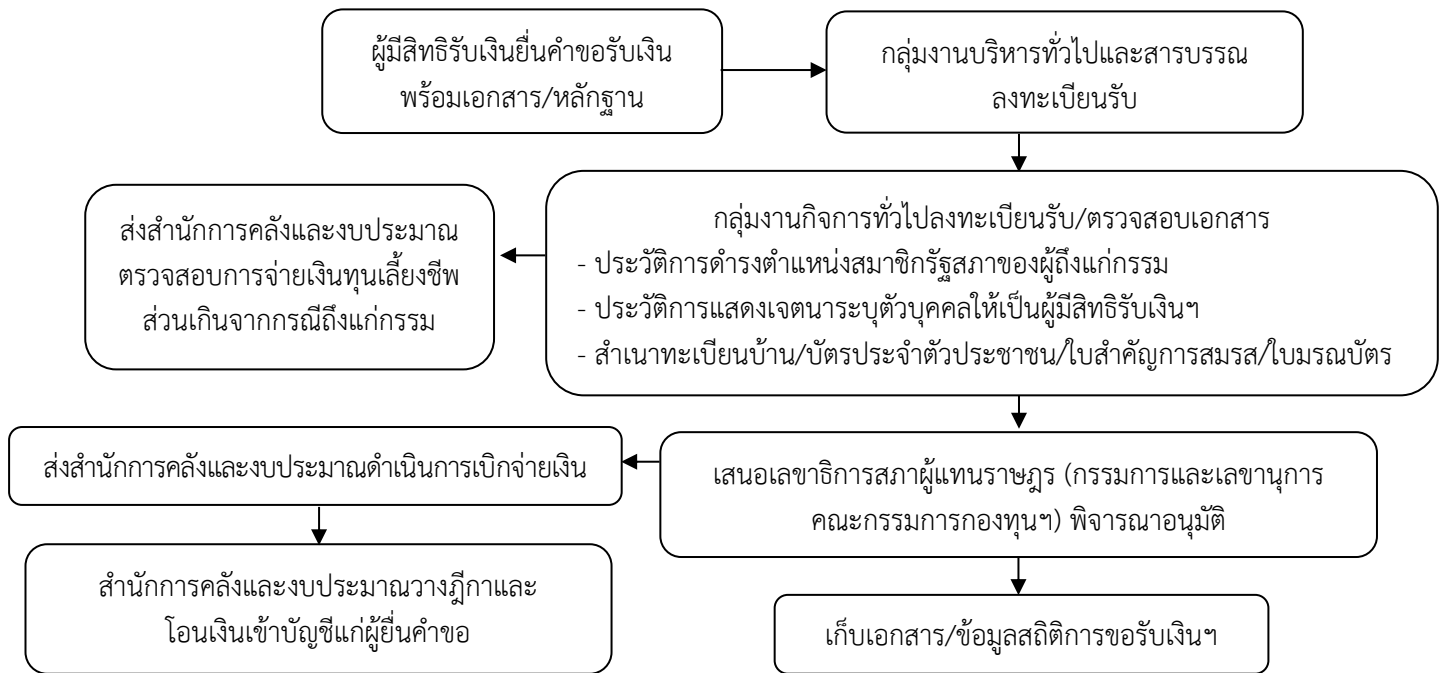 ผู้มีสิทธิรับเงินยื่นคำขอรับเงิน
พร้อมเอกสาร/หลักฐาน
กลุ่มงานบริหารทั่วไปและสารบรรณ
ลงทะเบียนรับ
กลุ่มงานกิจการทั่วไปลงทะเบียนรับ/ตรวจสอบเอกสาร
- ประวัติการดำรงตำแหน่งสมาชิกรัฐสภาของผู้ถึงแก่กรรม
- ประวัติการแสดงเจตนาระบุตัวบุคคลให้เป็นผู้มีสิทธิรับเงินฯ
- สำเนาทะเบียนบ้าน/บัตรประจำตัวประชาชน/ใบสำคัญการสมรส/ใบมรณบัตร
ส่งสำนักการคลังและงบประมาณ
ตรวจสอบการจ่ายเงินทุนเลี้ยงชีพ
ส่วนเกินจากกรณีถึงแก่กรรม
เสนอเลขาธิการสภาผู้แทนราษฎร (กรรมการและเลขานุการ
คณะกรรมการกองทุนฯ) พิจารณาอนุมัติ
ส่งสำนักการคลังและงบประมาณดำเนินการเบิกจ่ายเงิน
สำนักการคลังและงบประมาณวางฎีกาและ
โอนเงินเข้าบัญชีแก่ผู้ยื่นคำขอ
เก็บเอกสาร/ข้อมูลสถิติการขอรับเงินฯ